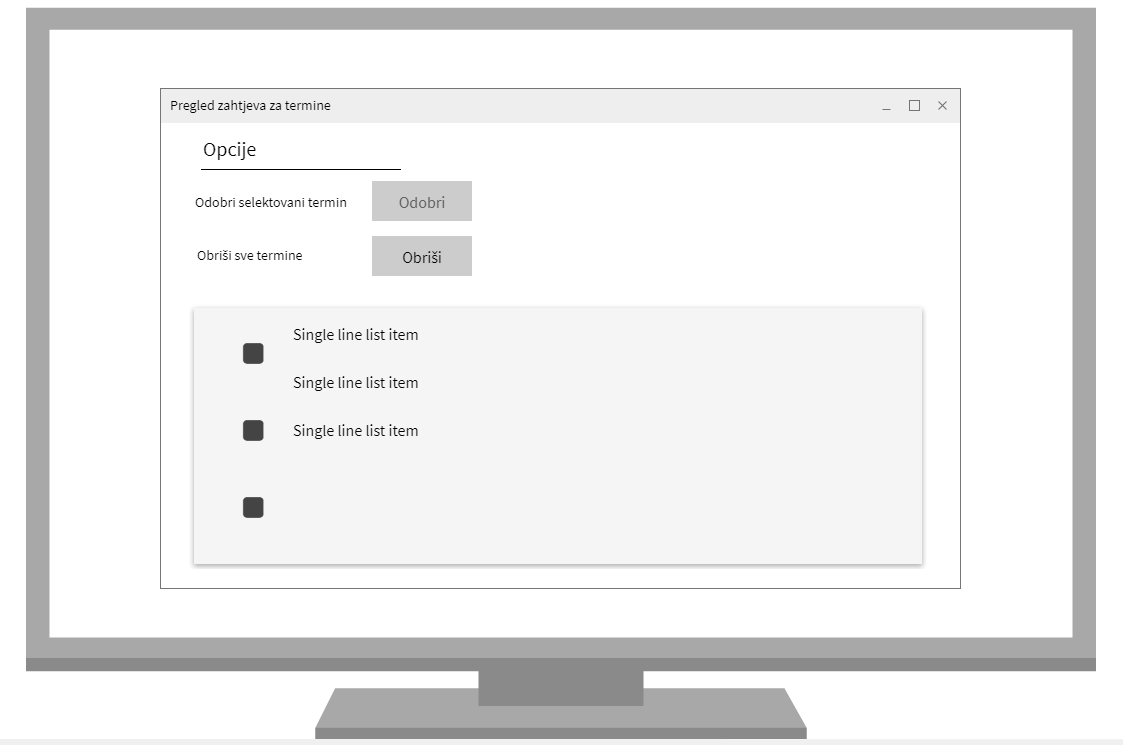 Pregled zahtjeva za termine
Opcije
Odobri selektovani termin
Odobri
Obriši sve termine
Obriši
Single line list item
Single line list item
Single line list item